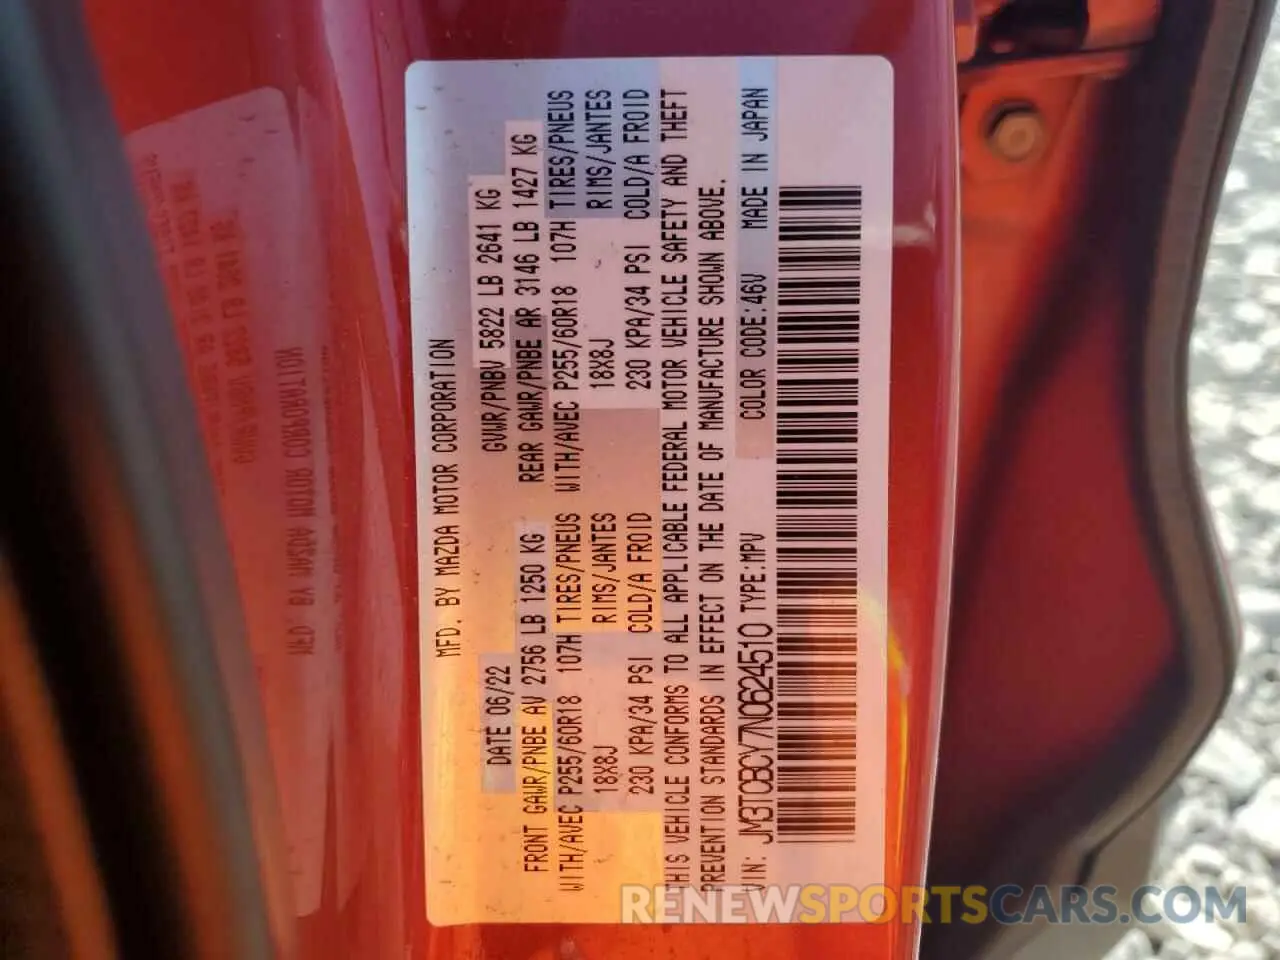 MFD. BY MAZDA MOTOR CORPORATION
DATE 06/22
GVWR/PNBV 5822 LB 2641 KG
FRONT GAWR/PNBE AV 2756 LB 1250 KG
REAR GAWR/PNBE AR 3146 LB 1427 KG
WITH/AVEC P255/60R18 107H TIRES/PNEUS
WITH/AVEC P255/60R18 107H TIRES/PNEUS
18X8J RIMS/JANTES
18X8J RIMS/JANTES
230 KPA/34 PSI COLD/A FROID
230 KPA/34 PSI COLD/A FROID
THIS VEHICLE CONFORMS TO ALL APPLICABLE FEDERAL MOTOR VEHICLE SAFETY AND THEFT
PREVENTION STANDARDS IN EFFECT ON THE DATE OF MANUFACTURE SHOWN ABOVE.
COLOR CODE:46V MADE IN JAPAN
VIN: JM3TCBCY7N0624510 TYPE:MPV
RENEWSPORTSCARS.COM